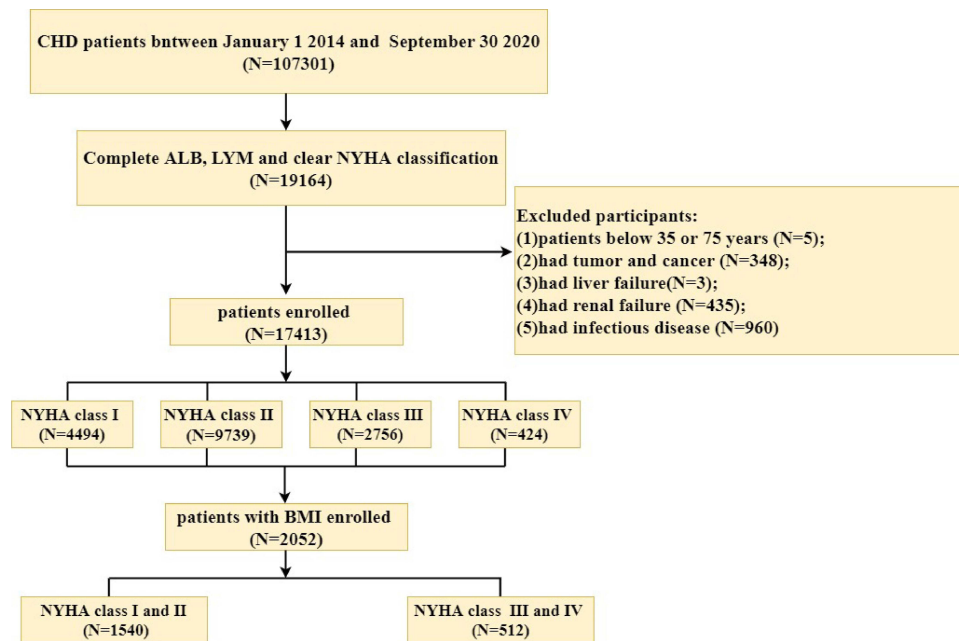 CHD patients bntween January 1 2014 and September 30 2020
(N=107301)
Complete ALB, LYM and clear NYHA classification
(N=19164)
Excluded participants:
(1)patients below 35 or 75 years (N=5);
(2)had tumor and cancer (N=348);
(3)had liver failure(N=3);
(4)had renal failure (N=435);
(5)had infectious disease (N=960)
patients enrolled
(N=17413)
NYHA class I
(N=4494)
NYHA class II
(N=9739)
NYHA class III
(N=2756)
NYHA class IV
(N=424)
patients with BMI enrolled
(N=2052)
NYHA class I and II
(N=1540)
NYHA class III and IV
(N=512)